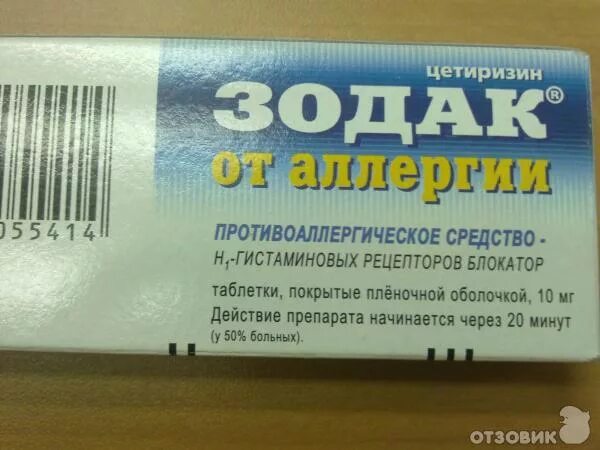 цетиризин
ЗОДАК®
от аллергии
ПРОТИВОАЛЛЕРГИЧЕСКОЕ СРЕДСТВО -
H₁-ГИСТАМИНОВЫХ РЕЦЕПТОРОВ БЛОКАТОР
таблетки, покрытые плёночной оболочкой, 10 мг
Действие препарата начинается через 20 минут
(у 50% больных).
055414
ОТЗОВИК